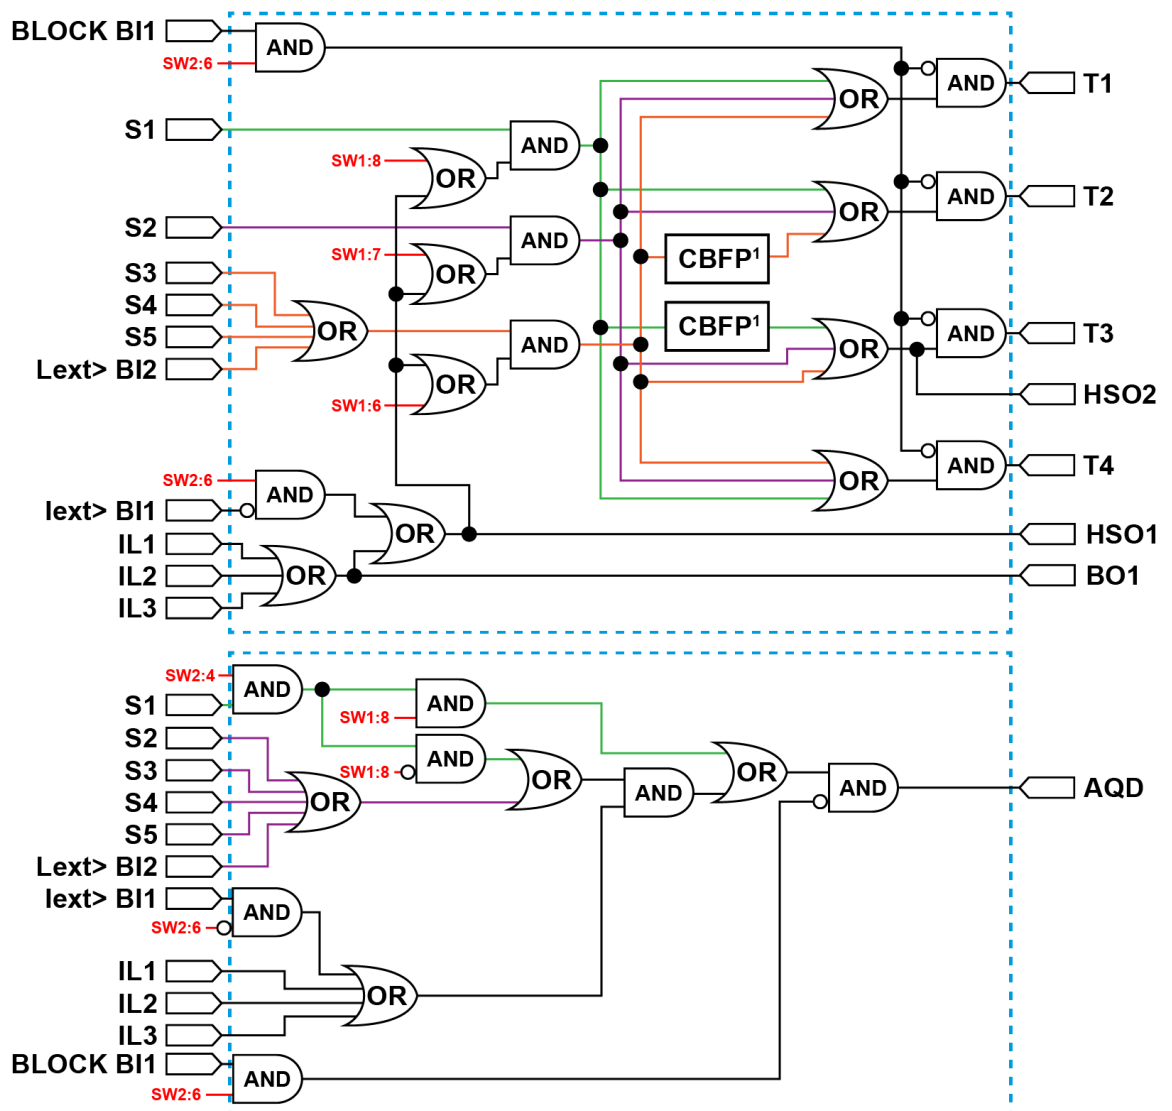 BLOCK BI1
SW2:6
AND
AND
T1
OR
S1
SW1:8
OR
AND
AND
T2
OR
S2
SW1:7
OR
AND
CBFP¹
S3
S4
S5
Lext> BI2
OR
AND
CBFP¹
OR
AND
T3
SW1:6
OR
HSO2
SW2:6
AND
OR
AND
T4
Iext> BI1
OR
HSO1
IL1
IL2
IL3
OR
BO1
SW2:4
AND
S1
SW1:8
AND
S2
SW1:8
AND
S3
S4
S5
OR
OR
AND
OR
AND
AQD
Lext> BI2
Iext> BI1
SW2:6
AND
IL1
IL2
IL3
OR
BLOCK BI1
SW2:6
AND